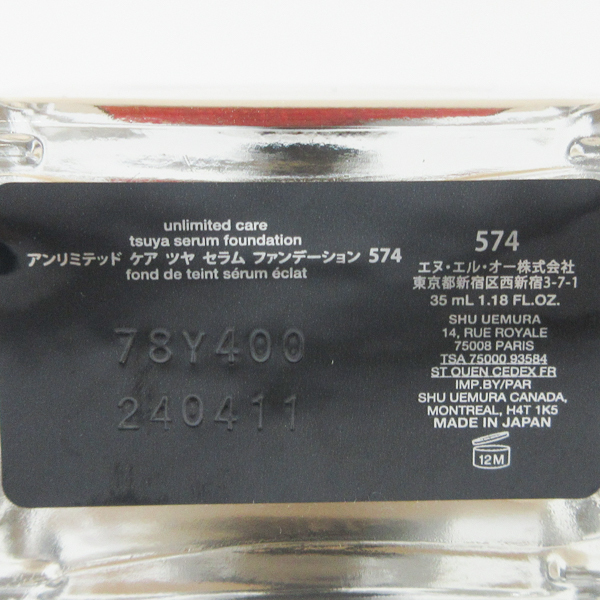 unlimited care
tsuya serum foundation
アンリミテッド ケア ツヤ セラム ファンデーション 574
fond de teint sérum éclat
78Y400
240411
574
エヌ・エル・オー株式会社
東京都新宿区西新宿3-7-1
35 mL 1.18 FL.OZ.
SHU UEMURA
14, RUE ROYALE
75008 PARIS
TSA 75000 93584
ST OUEN CEDEX FR
IMP.BY/PAR
SHU UEMURA CANADA,
MONTREAL, H4T 1K5
MADE IN JAPAN
12M